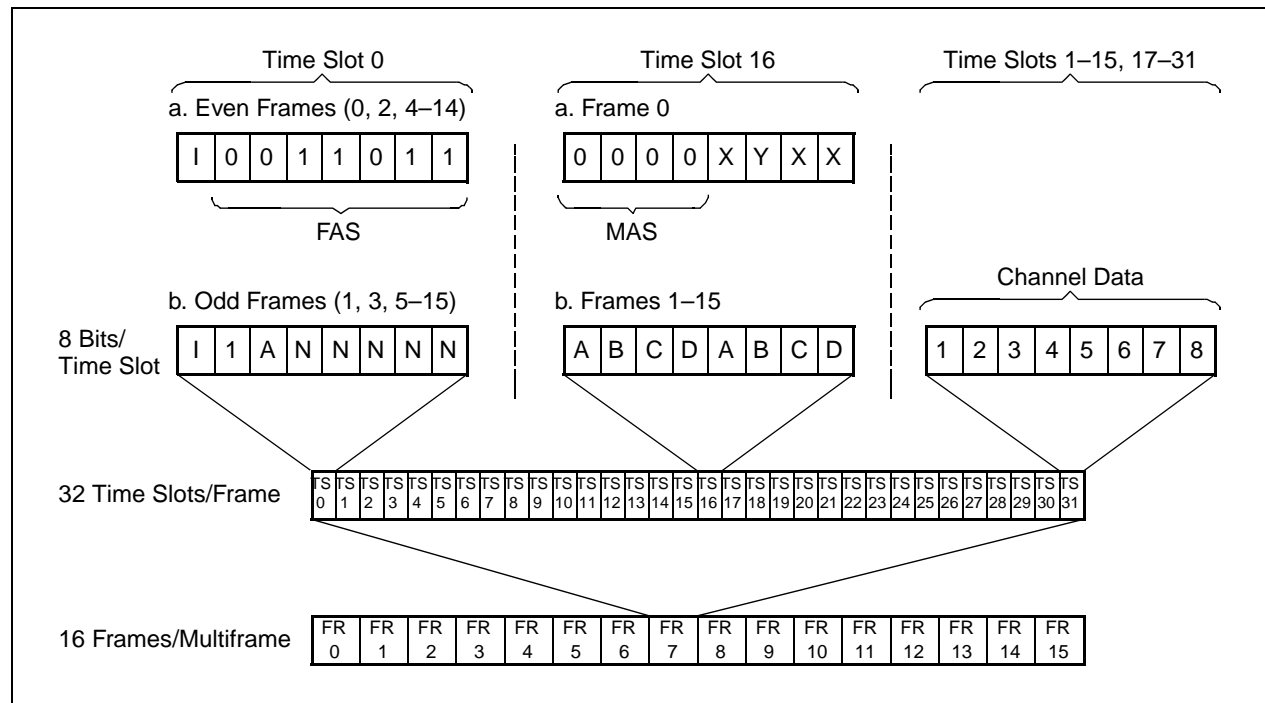 Time Slot 0 Time Slot 16 Time Slots 1–15, 17–31
a. Even Frames (0, 2, 4–14) a. Frame 0
I 0 0 1 1 0 1 1 0 0 0 0 X Y X X
FAS MAS
Channel Data
b. Odd Frames (1, 3, 5–15) b. Frames 1–15
8 Bits/
Time Slot
I 1 A N N N N N A B C D A B C D 1 2 3 4 5 6 7 8
32 Time Slots/Frame
TS TS TS TS TS TS TS TS TS TS TS TS TS TS TS TS TS TS TS TS TS TS TS TS TS TS TS TS TS TS TS TS
0 1 2 3 4 5 6 7 8 9 10 11 12 13 14 15 16 17 18 19 20 21 22 23 24 25 26 27 28 29 30 31
16 Frames/Multiframe
FR FR FR FR FR FR FR FR FR FR FR FR FR FR FR FR
0 1 2 3 4 5 6 7 8 9 10 11 12 13 14 15